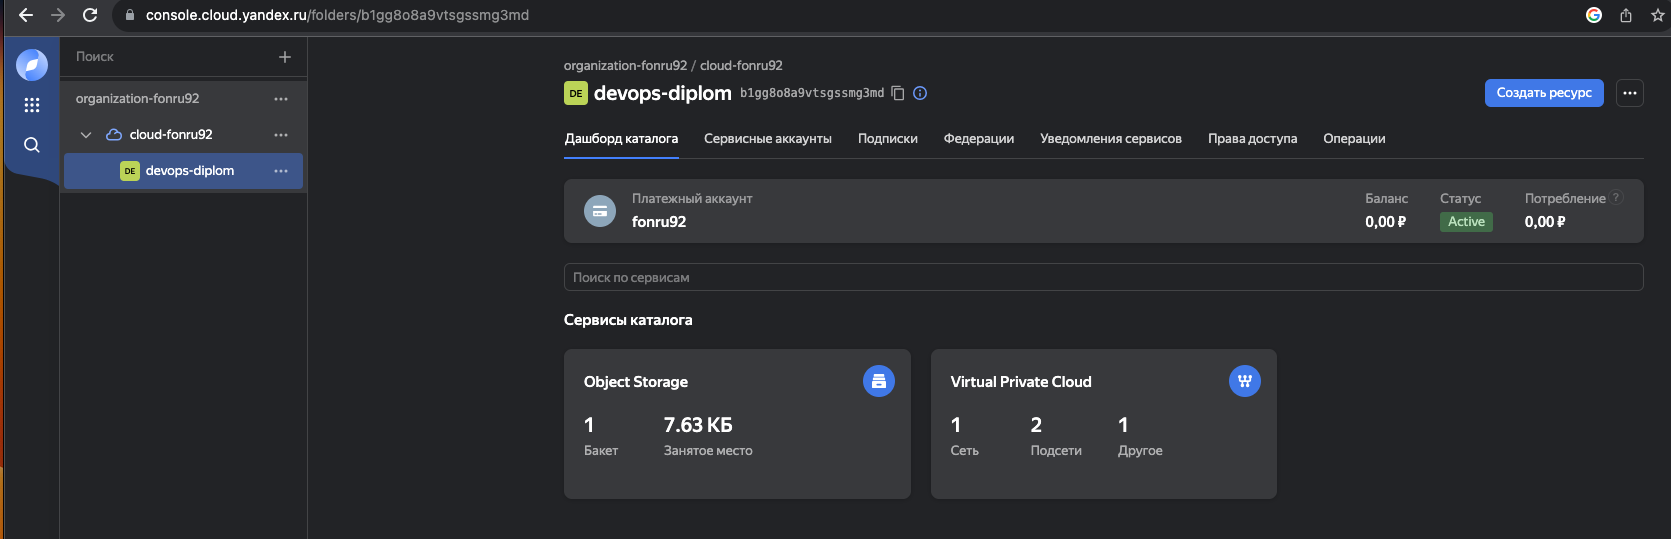 console.cloud.yandex.ru/folders/b1gg8o8a9vtsgssmg3md
Поиск
organization-fonru92
cloud-fonru92
DE devops-diplom
organization-fonru92 / cloud-fonru92
DE devops-diplom b1gg8o8a9vtsgssmg3md
Создать ресурс
Дашборд каталога Сервисные аккаунты Подписки Федерации Уведомления сервисов Права доступа Операции
Платежный аккаунт Баланс Статус Потребление ?
fonru92 0,00 ₽ Active 0,00 ₽
Поиск по сервисам
Сервисы каталога
Object Storage
1 7.63 КБ
Бакет Занятое место
Virtual Private Cloud
1 2 1
Сеть Подсети Другое